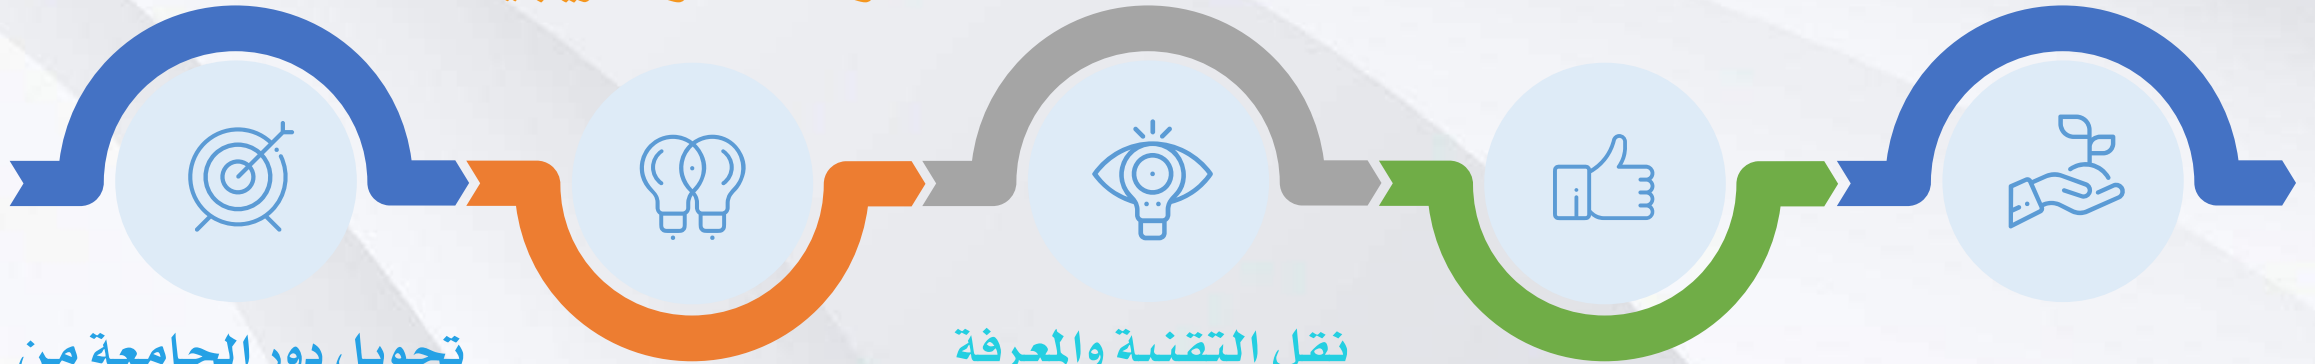 نقل التقنية والمعرفة
تحويل دور الجامعة من